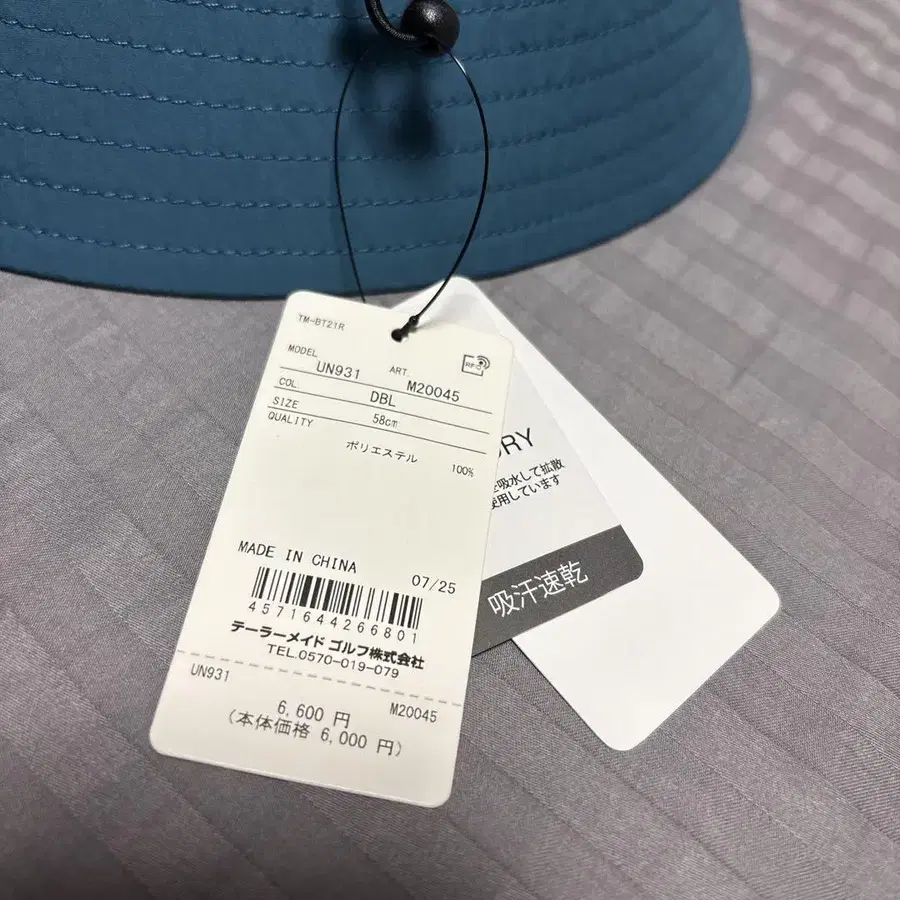 TM-BT21R
RFID
MODEL UN931 ART. M20045
COL DBL
SIZE 58cm
QUALITY
ポリエステル 100%
MADE IN CHINA
07/25
4571644266801
テーラーメイド ゴルフ株式会社
TEL.0570-019-079
UN931 M20045
6,600 円
(本体価格 6,000 円)
DRY
吸水して拡散
使用しています
吸汗速乾